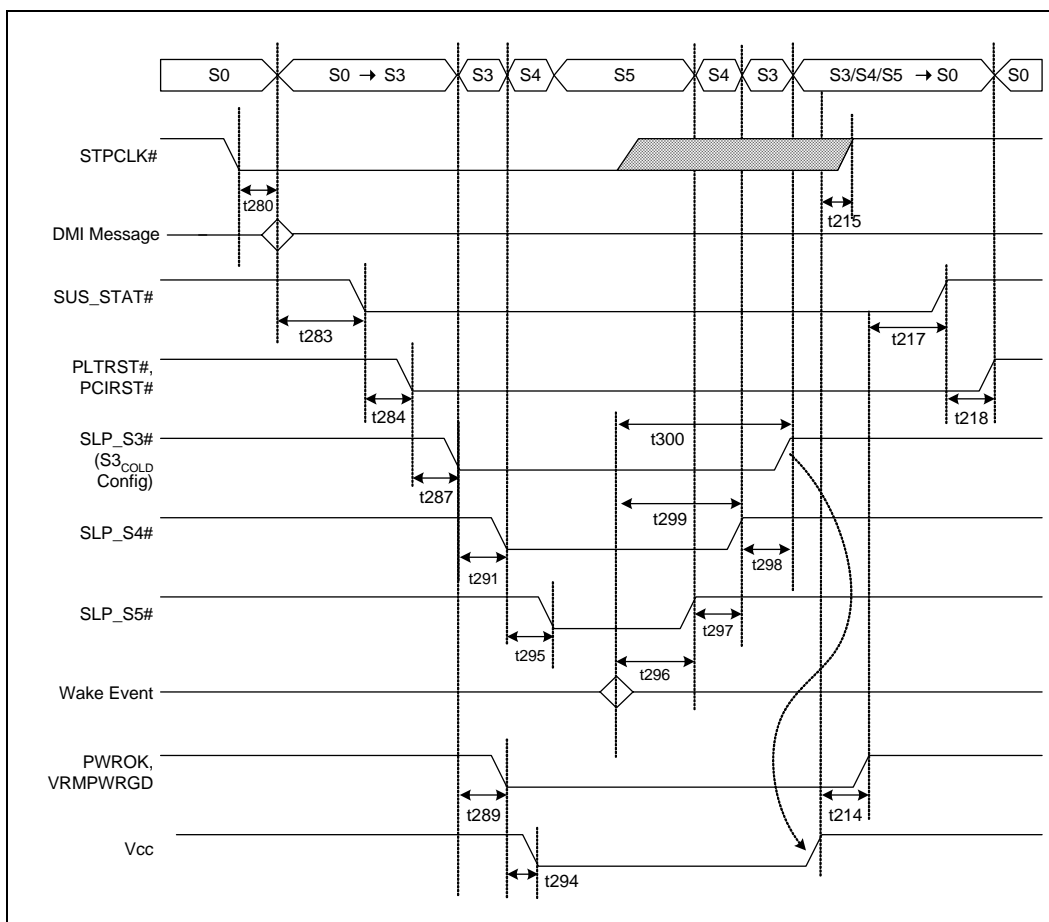 S0 S0 → S3 S3 S4 S5 S4 S3 S3/S4/S5 → S0 S0
STPCLK#
t280
t215
DMI Message
SUS_STAT#
t283
t217
PLTRST#,
PCIRST#
t284
t218
SLP_S3#
(S3COLD
Config)
t300
t287
t299
SLP_S4#
t291
t298
SLP_S5#
t295
t297
t296
Wake Event
PWROK,
VRMPWRGD
t289
t214
Vcc
t294